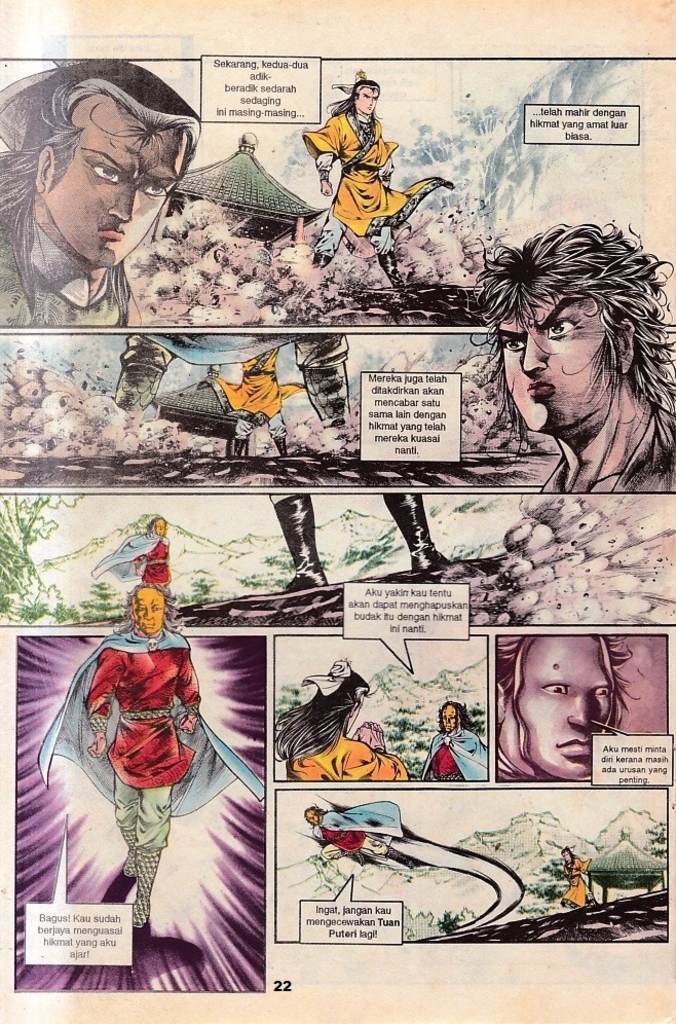 Sekarang, kedua-dua
adik-
beradik sedarah
sedaging
ini masing-masing...
...telah mahir dengan
hikmat yang amat luar
biasa.
Mereka juga telah
ditakdirkan akan
mencabar satu
sama lain dengan
hikmat yang telah
mereka kuasai
nanti.
Aku yakin kau tentu
akan dapat menghapuskan
budak itu dengan hikmat
ini nanti.
Aku mesti minta
diri kerana masih
ada urusan yang
penting.
Bagus! Kau sudah
berjaya menguasai
hikmat yang aku
ajar!
Ingat, jangan kau
mengecewakan Tuan
Puteri lagi!
22